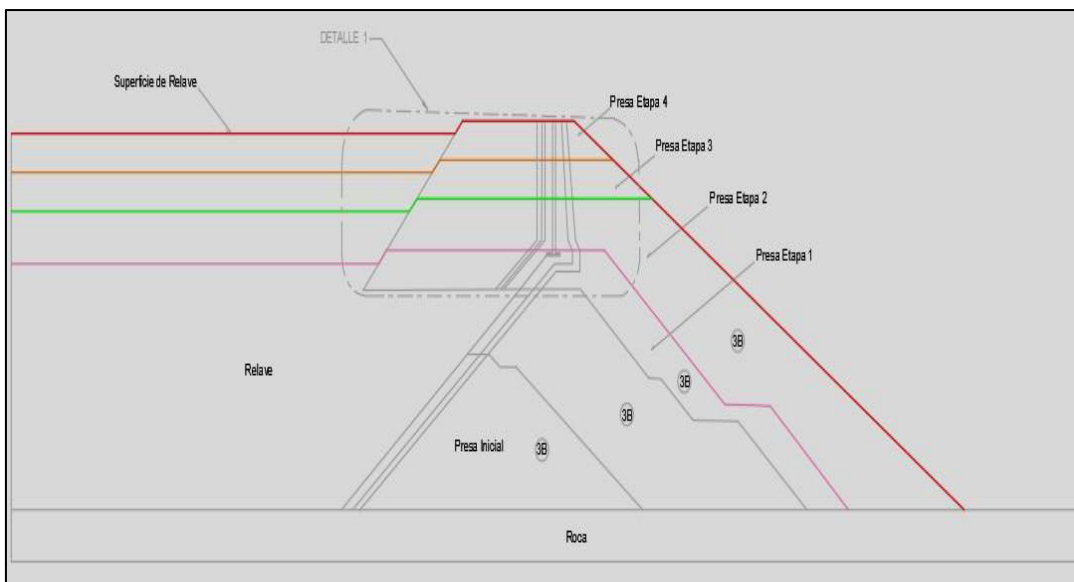 DETALLE 1
Superficie de Relave
Presa Etapa 4
Presa Etapa 3
Presa Etapa 2
Presa Etapa 1
3B
3B
3B
Relave
Presa Inicial
3B
Roca